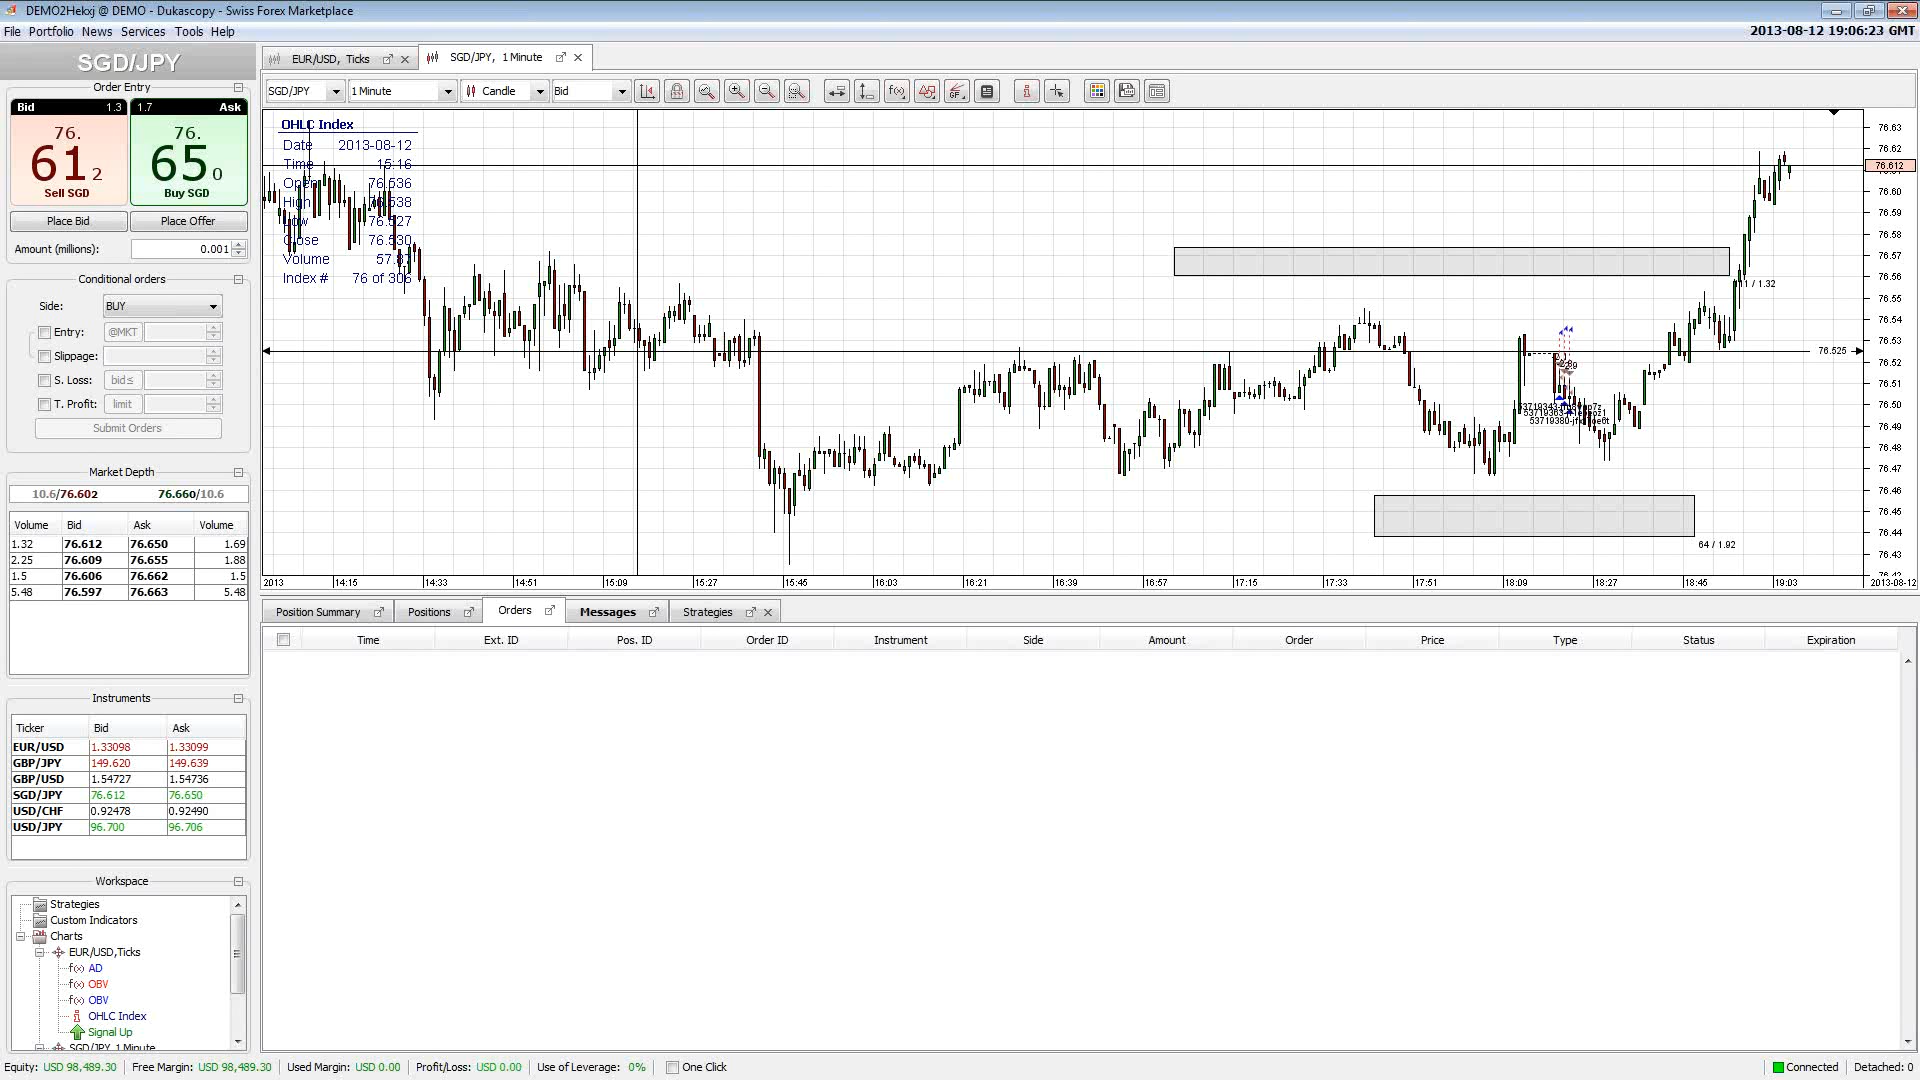 DEMO2Hekxj @ DEMO - Dukascopy - Swiss Forex Marketplace
File Portfolio News Services Tools Help
2013-08-12 19:06:23 GMT
SGD/JPY
Order Entry
Bid 1.3 1.7 Ask
76. 76.
61 2 65 0
Sell SGD Buy SGD
Place Bid Place Offer
Amount (millions): 0.001
Conditional orders
Side: BUY
Entry: @MKT
Slippage:
S. Loss: bid≤
T. Profit: limit
Submit Orders
Market Depth
10.6/76.602 76.660/10.6
Volume Bid Ask Volume
1.32 76.612 76.650 1.69
2.25 76.609 76.655 1.88
1.5 76.606 76.662 1.5
5.48 76.597 76.663 5.48
Instruments
Ticker Bid Ask
EUR/USD 1.33098 1.33099
GBP/JPY 149.620 149.639
GBP/USD 1.54727 1.54736
SGD/JPY 76.612 76.650
USD/CHF 0.92478 0.92490
USD/JPY 96.700 96.706
Workspace
Strategies
Custom Indicators
Charts
EUR/USD,Ticks
f(x) AD
f(x) OBV
f(x) OBV
OHLC Index
Signal Up
SGD/JPY, 1 Minute
EUR/USD, Ticks SGD/JPY, 1 Minute
SGD/JPY 1 Minute Candle Bid
OHLC Index
Date 2013-08-12
Time 15:16
Open 76.536
High 76.538
Low 76.527
Close 76.530
Volume 57.87
Index # 76 of 306
111 / 1.32
64 / 1.92
76.525
76.63
76.62
76.612
76.60
76.59
76.58
76.57
76.56
76.55
76.54
76.53
76.52
76.51
76.50
76.49
76.48
76.47
76.46
76.45
76.44
76.43
76.42
2013 14:15 14:33 14:51 15:09 15:27 15:45 16:03 16:21 16:39 16:57 17:15 17:33 17:51 18:09 18:27 18:45 19:03 2013-08-12
Position Summary Positions Orders Messages Strategies
Time Ext. ID Pos. ID Order ID Instrument Side Amount Order Price Type Status Expiration
Equity: USD 98,489.30 Free Margin: USD 98,489.30 Used Margin: USD 0.00 Profit/Loss: USD 0.00 Use of Leverage: 0% One Click Connected Detached: 0